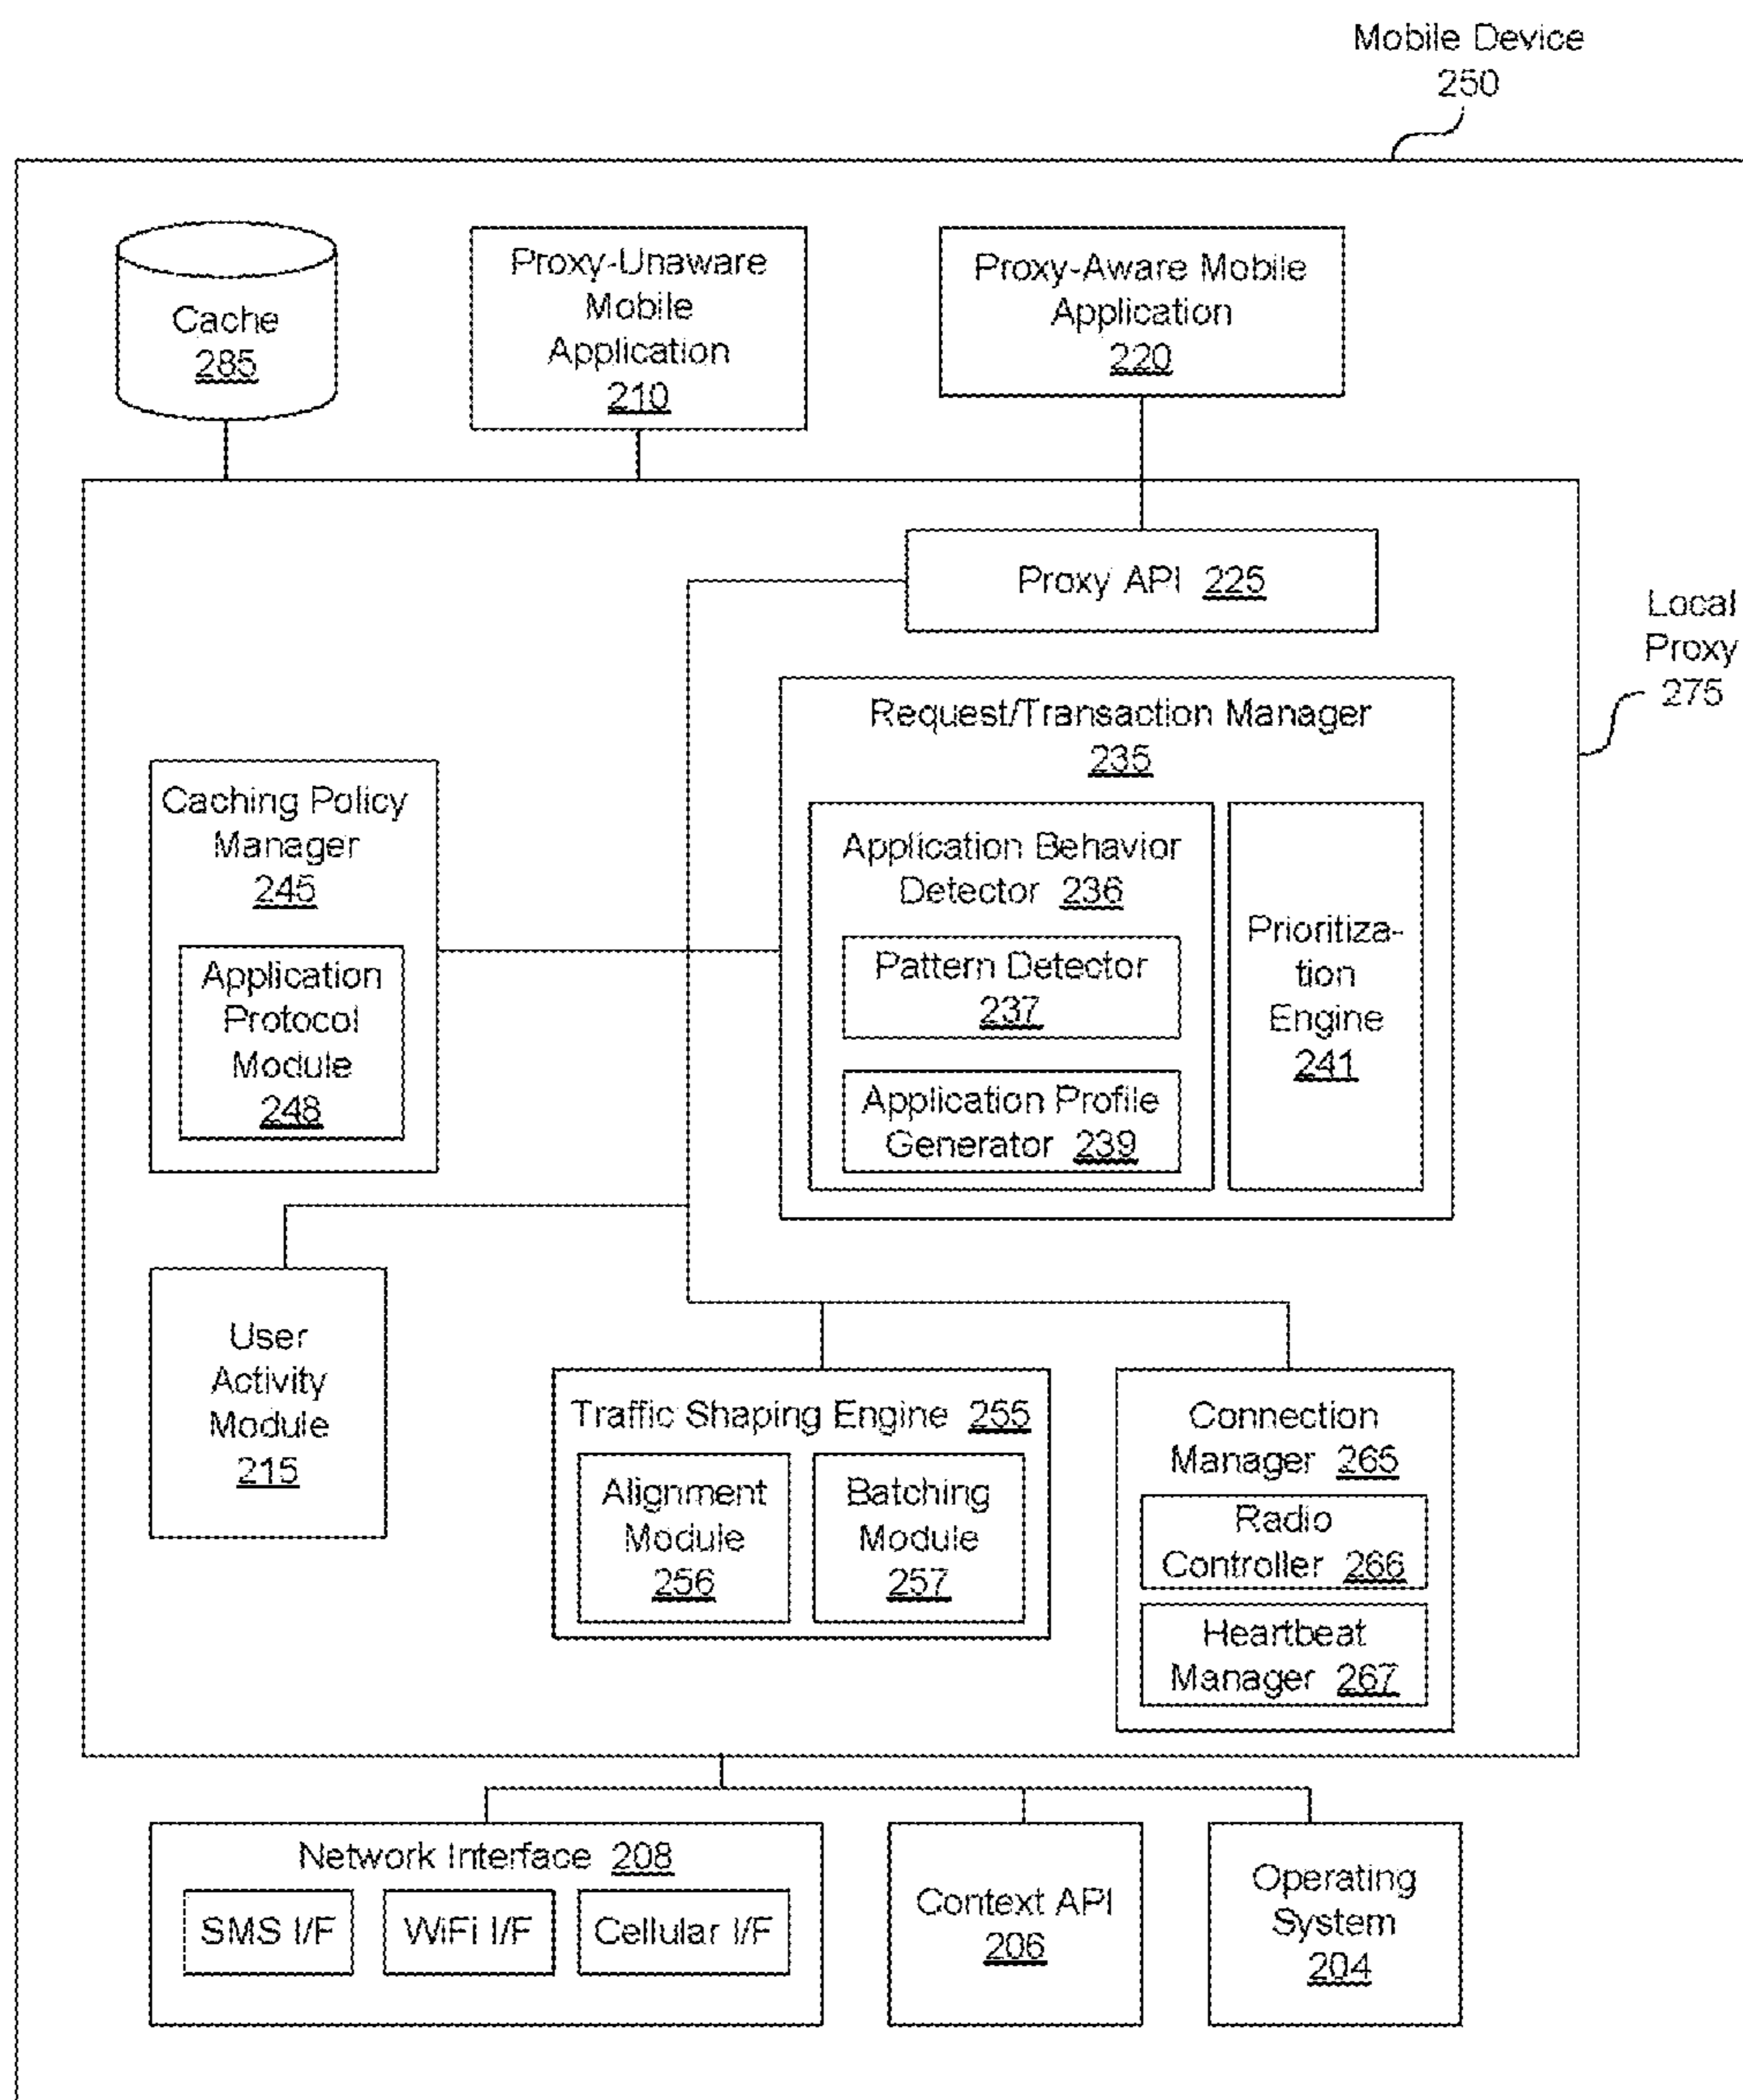 Mobile Device
250
Cache
285
Proxy-Unaware
Mobile
Application
210
Proxy-Aware Mobile
Application
220
Proxy API 225
Local
Proxy
275
Request/Transaction Manager
235
Caching Policy
Manager
245
Application
Protocol
Module
248
Application Behavior
Detector 236
Pattern Detector
237
Application Profile
Generator 239
Prioritiza-
tion
Engine
241
User
Activity
Module
215
Traffic Shaping Engine 255
Alignment
Module
256
Batching
Module
257
Connection
Manager 265
Radio
Controller 266
Heartbeat
Manager 267
Network Interface 208
SMS I/F
WiFi I/F
Cellular I/F
Context API
206
Operating
System
204